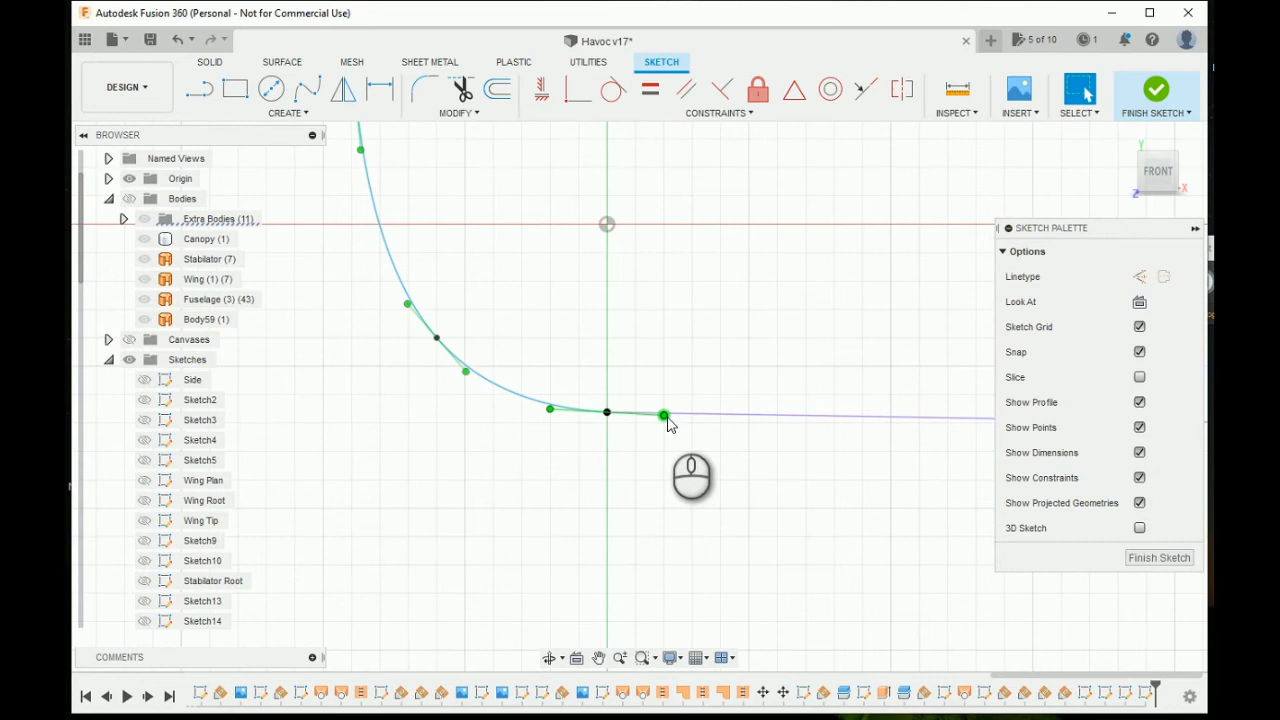 Autodesk Fusion 360 (Personal - Not for Commercial Use)
Havoc v17*
5 of 10
1
DESIGN
SOLID
SURFACE
MESH
SHEET METAL
PLASTIC
UTILITIES
SKETCH
CREATE
MODIFY
CONSTRAINTS
INSPECT
INSERT
SELECT
FINISH SKETCH
BROWSER
Named Views
Origin
Bodies
Extra Bodies (11)
Canopy (1)
Stabilator (7)
Wing (1) (7)
Fuselage (3) (43)
Body59 (1)
Canvases
Sketches
Side
Sketch2
Sketch3
Sketch4
Sketch5
Wing Plan
Wing Root
Wing Tip
Sketch9
Sketch10
Stabilator Root
Sketch13
Sketch14
COMMENTS
Y
FRONT
X
Z
SKETCH PALETTE
Options
Linetype
Look At
Sketch Grid
Snap
Slice
Show Profile
Show Points
Show Dimensions
Show Constraints
Show Projected Geometries
3D Sketch
Finish Sketch